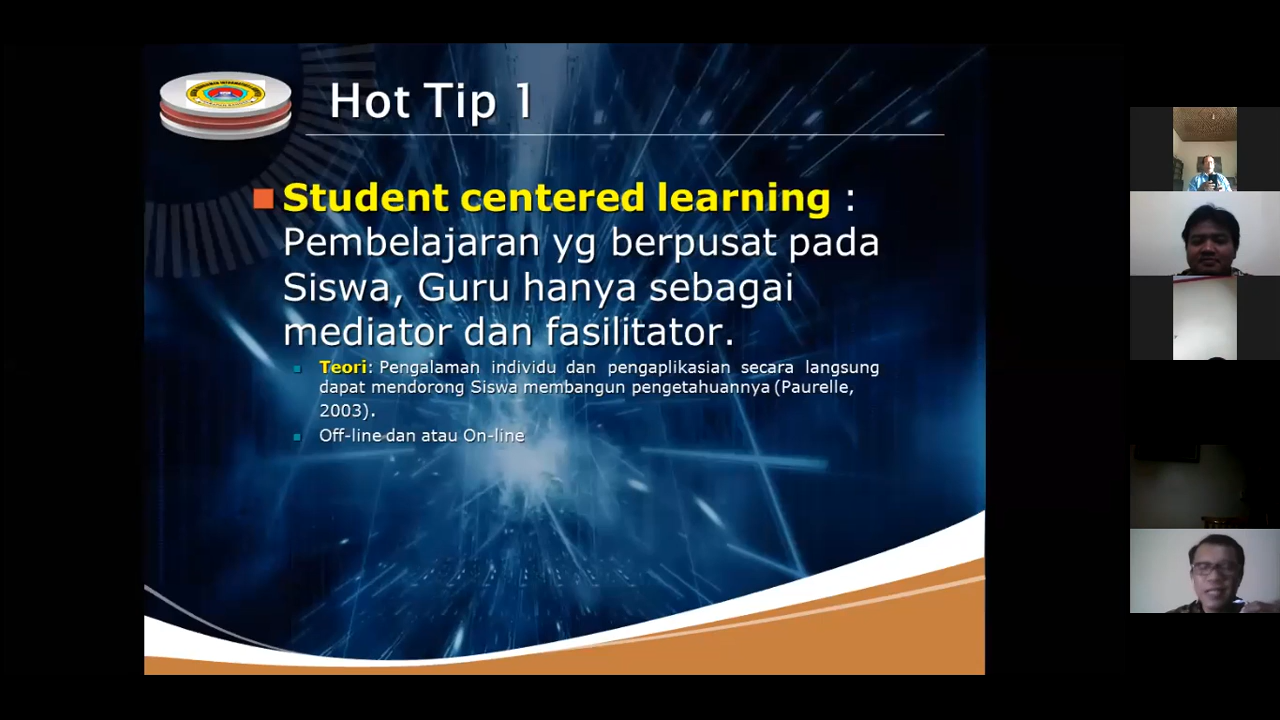 Hot Tip 1
Student centered learning :
Pembelajaran yg berpusat pada
Siswa, Guru hanya sebagai
mediator dan fasilitator.
Teori: Pengalaman individu dan pengaplikasian secara langsung
dapat mendorong Siswa membangun pengetahuannya (Paurelle,
2003).
Off-line dan atau On-line